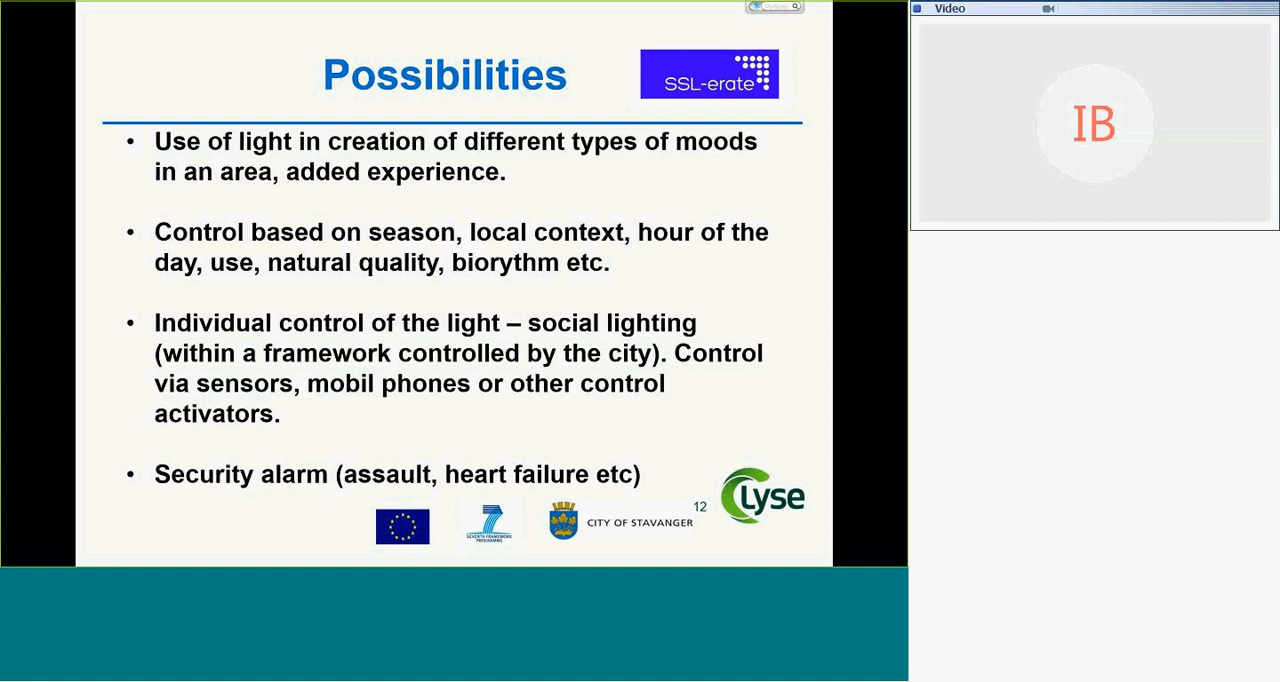 Video
Possibilities
SSL-erate
IB
• Use of light in creation of different types of moods
in an area, added experience.
• Control based on season, local context, hour of the
day, use, natural quality, biorythm etc.
• Individual control of the light – social lighting
(within a framework controlled by the city). Control
via sensors, mobil phones or other control
activators.
• Security alarm (assault, heart failure etc)
SEVENTH FRAMEWORK
PROGRAMME
CITY OF STAVANGER
12
Lyse